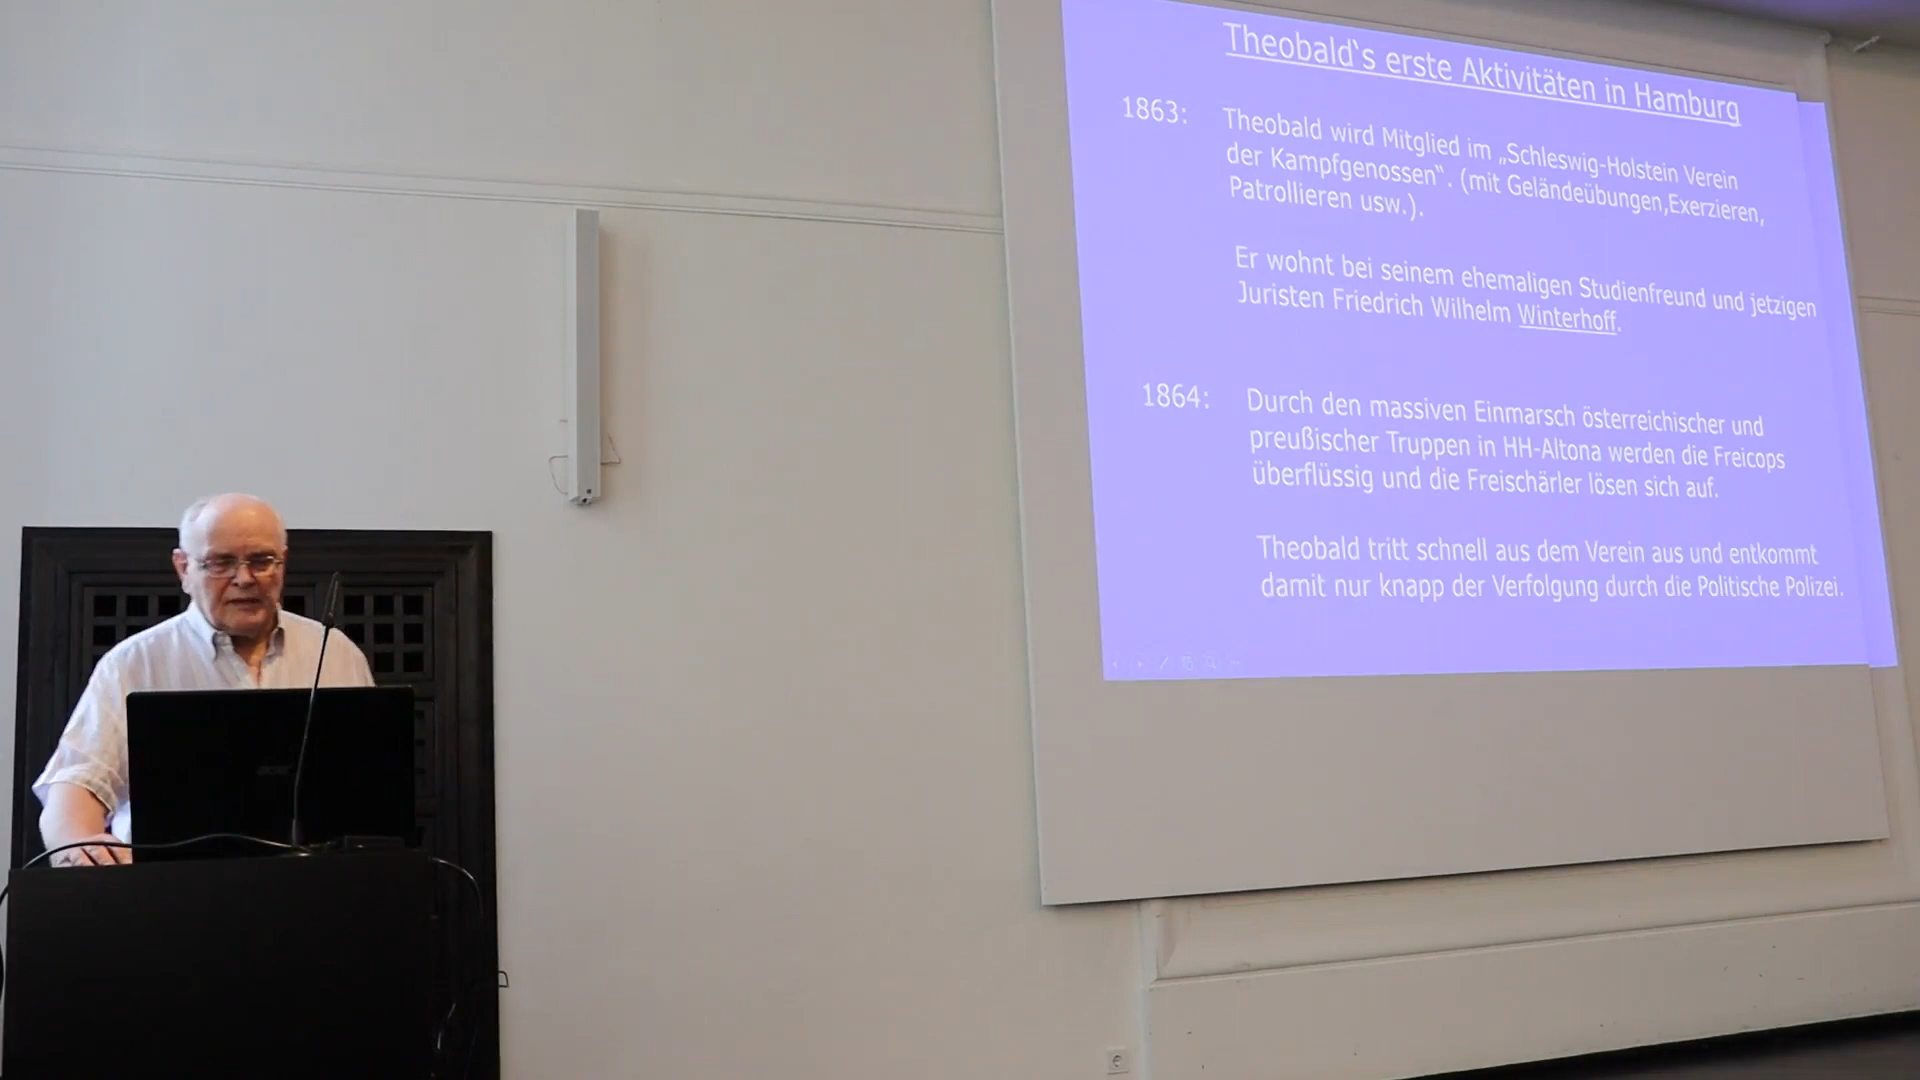 Theobald‘s erste Aktivitäten in Hamburg
1863: Theobald wird Mitglied im „Schleswig-Holstein Verein
der Kampfgenossen“. (mit Geländeübungen,Exerzieren,
Patrollieren usw.).
Er wohnt bei seinem ehemaligen Studienfreund und jetzigen
Juristen Friedrich Wilhelm Winterhoff.
1864: Durch den massiven Einmarsch österreichischer und
preußischer Truppen in HH-Altona werden die Freicops
überflüssig und die Freischärler lösen sich auf.
Theobald tritt schnell aus dem Verein aus und entkommt
damit nur knapp der Verfolgung durch die Politische Polizei.
acer